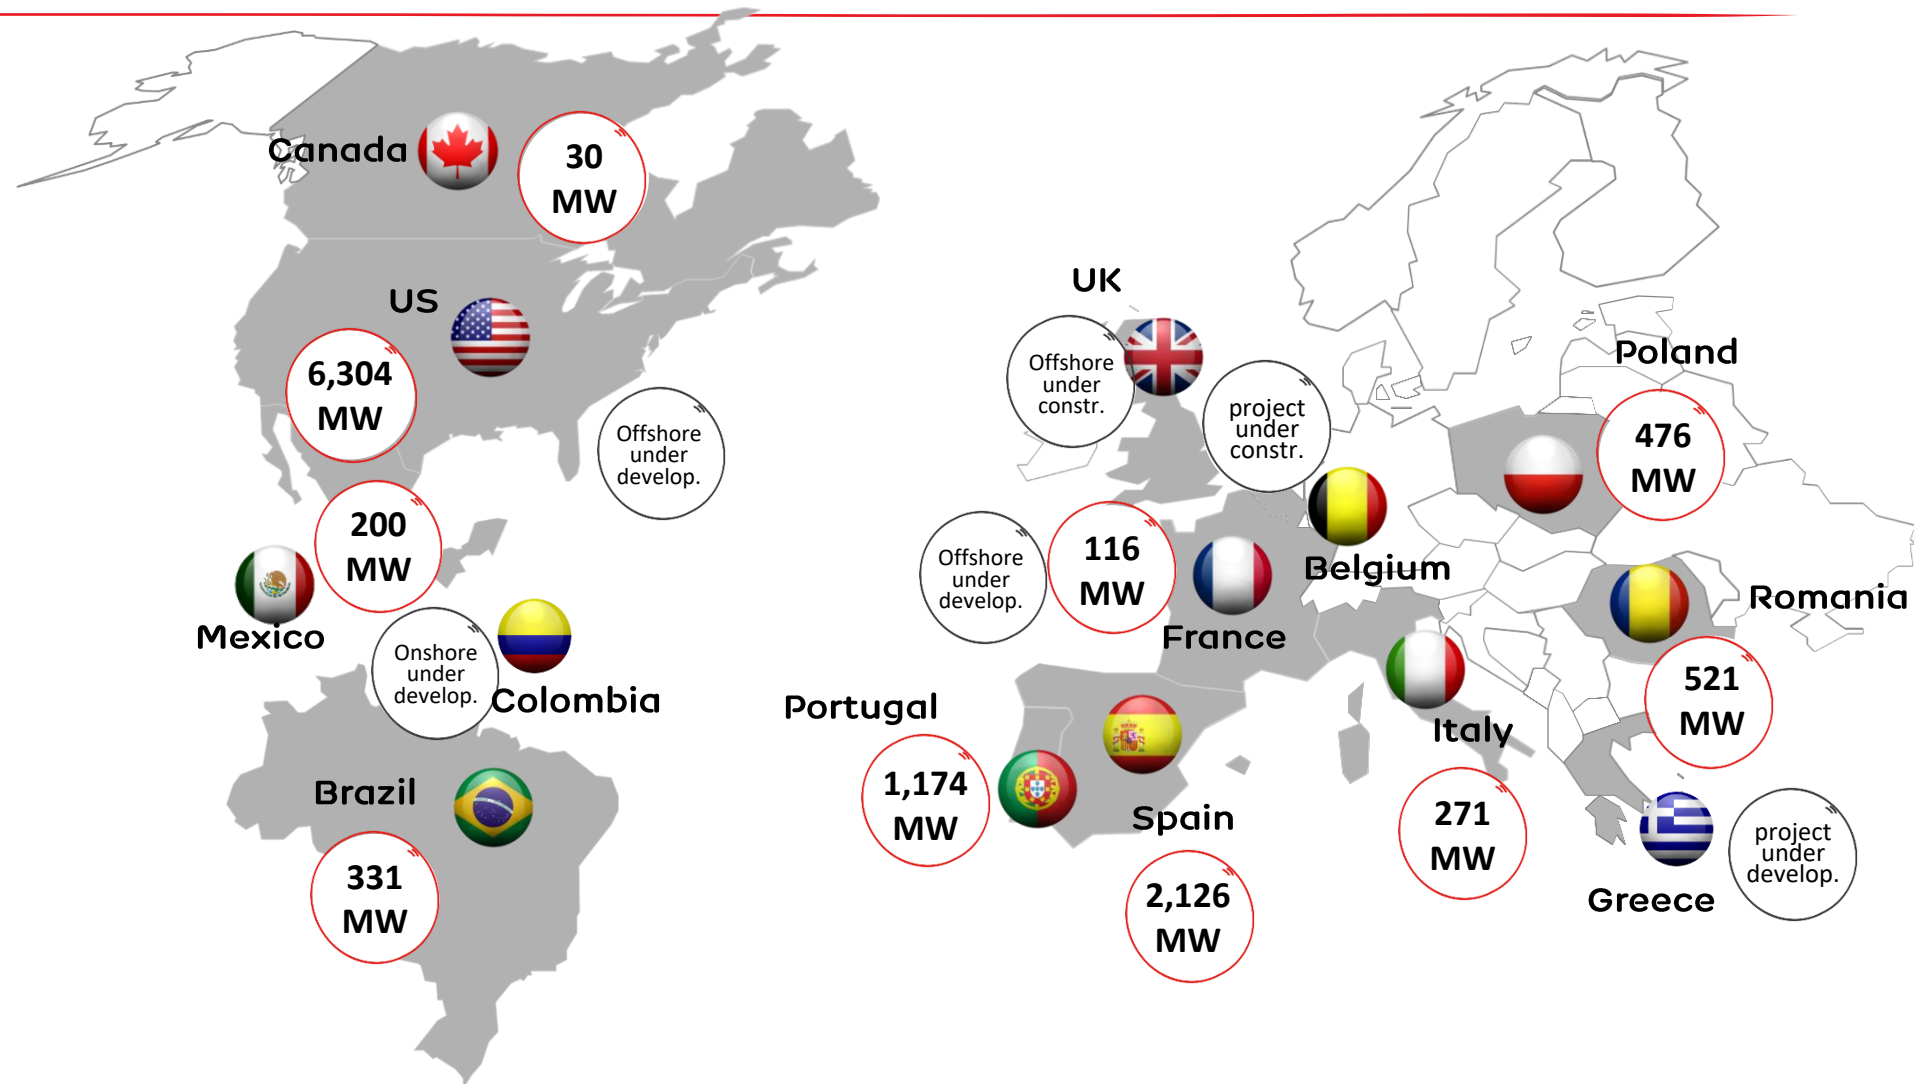 Canada
30
MW
US
6,304
MW
Offshore
under
develop.
200
MW
Mexico
Onshore
under
develop.
Colombia
Brazil
331
MW
UK
Offshore
under
constr.
project
under
constr.
Poland
476
MW
Offshore
under
develop.
116
MW
France
Belgium
Romania
521
MW
Portugal
1,174
MW
Spain
2,126
MW
Italy
271
MW
Greece
project
under
develop.